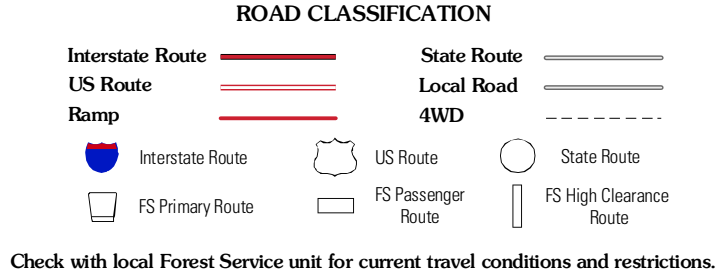 ROAD CLASSIFICATION
Interstate Route
State Route
US Route
Local Road
Ramp
4WD
Interstate Route
US Route
State Route
FS Primary Route
FS Passenger
Route
FS High Clearance
Route
Check with local Forest Service unit for current travel conditions and restrictions.